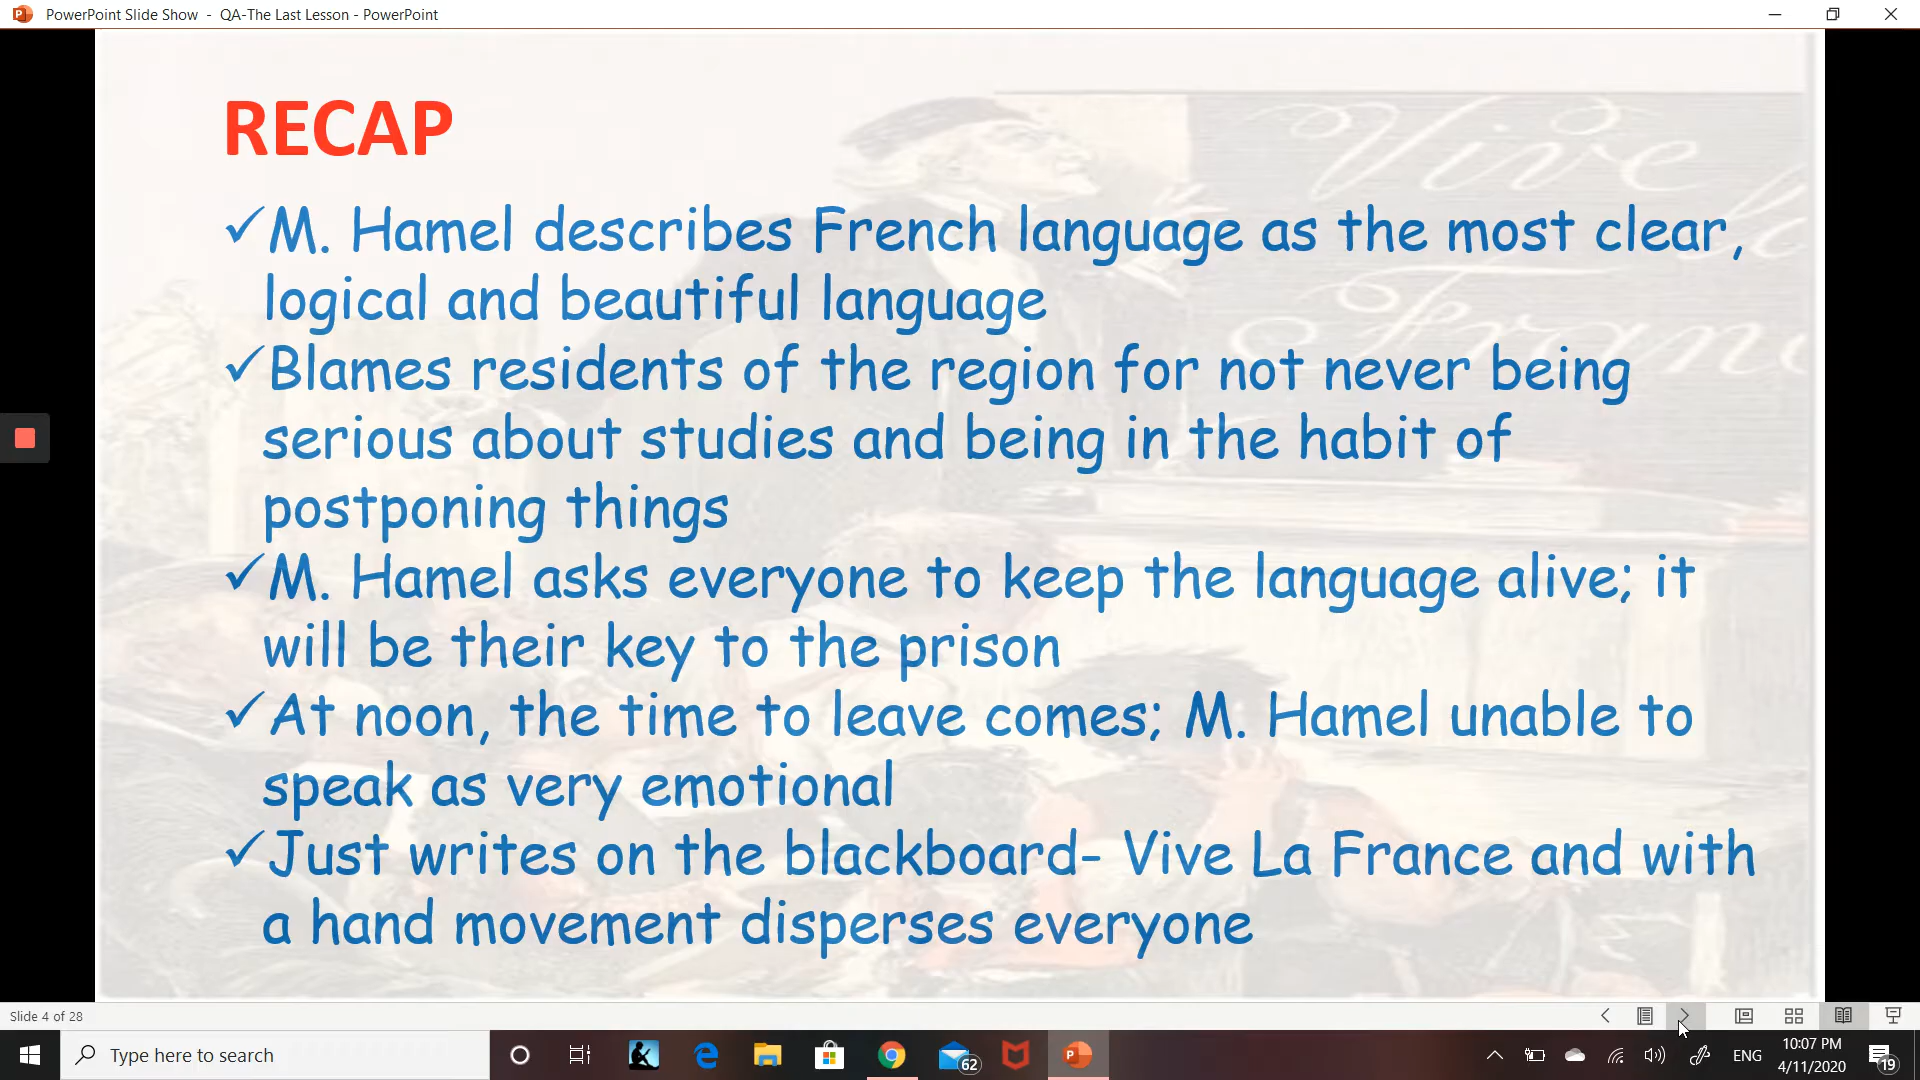 PowerPoint Slide Show - QA-The Last Lesson - PowerPoint
RECAP
✓M. Hamel describes French language as the most clear,
logical and beautiful language
✓Blames residents of the region for not never being
serious about studies and being in the habit of
postponing things
✓M. Hamel asks everyone to keep the language alive; it
will be their key to the prison
✓At noon, the time to leave comes; M. Hamel unable to
speak as very emotional
✓Just writes on the blackboard- Vive La France and with
a hand movement disperses everyone
Vive
la
Fran
Slide 4 of 28
Type here to search
62
ENG
10:07 PM
4/11/2020
19